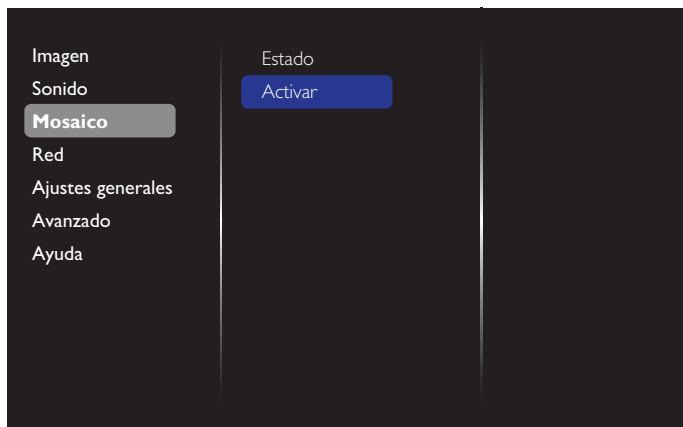 Imagen
Sonido
Mosaico
Red
Ajustes generales
Avanzado
Ayuda
Estado
Activar